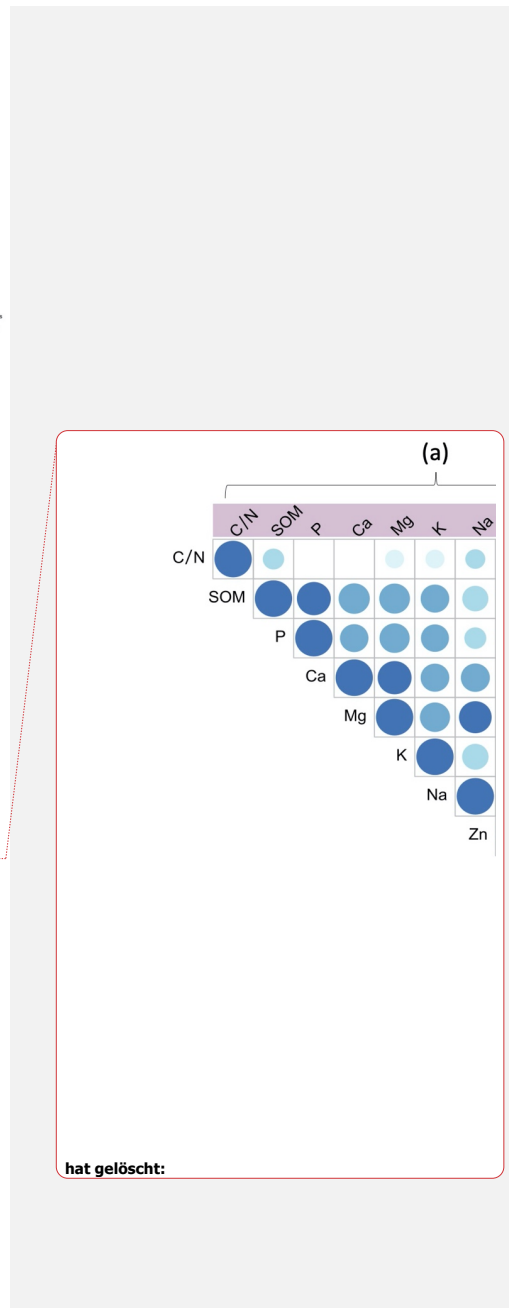 (a)
C/N SOM P Ca Mg K Na
C/N
SOM
P
Ca
Mg
K
Na
Zn
hat gelöscht: